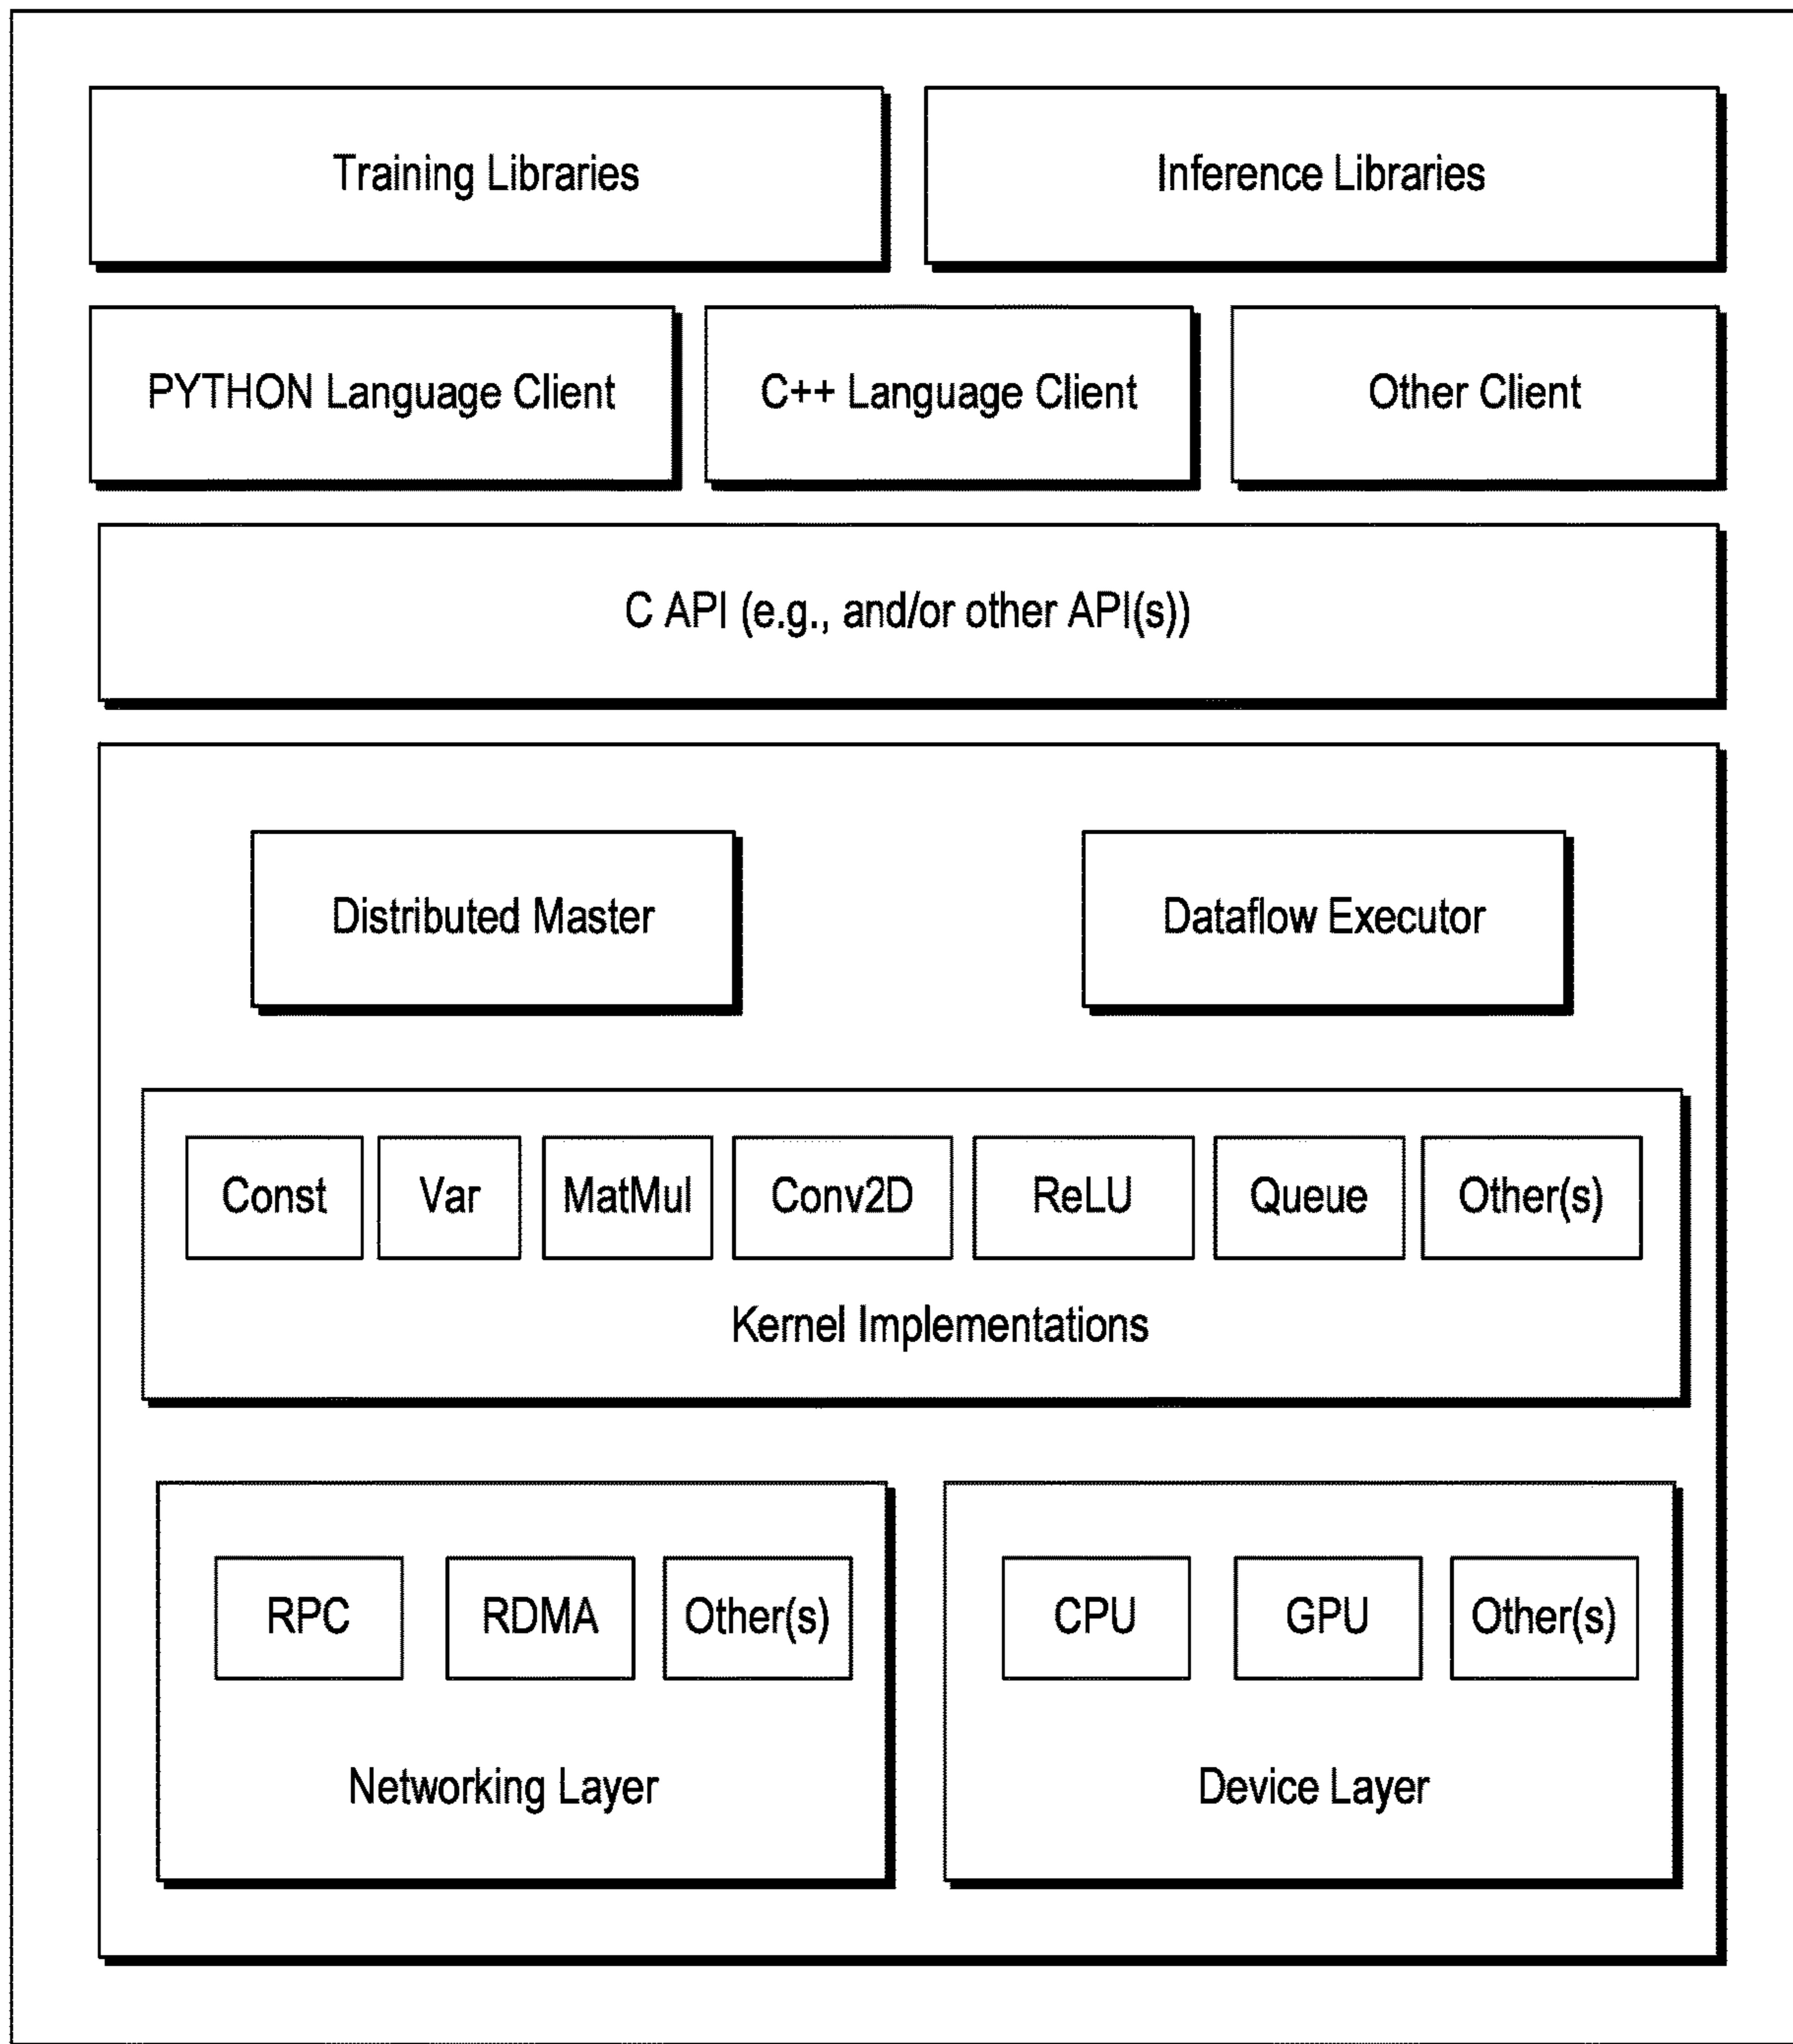 Training Libraries
Inference Libraries
PYTHON Language Client
C++ Language Client
Other Client
C API (e.g., and/or other API(s))
Distributed Master
Dataflow Executor
Const
Var
MatMul
Conv2D
ReLU
Queue
Other(s)
Kernel Implementations
RPC
RDMA
Other(s)
Networking Layer
CPU
GPU
Other(s)
Device Layer